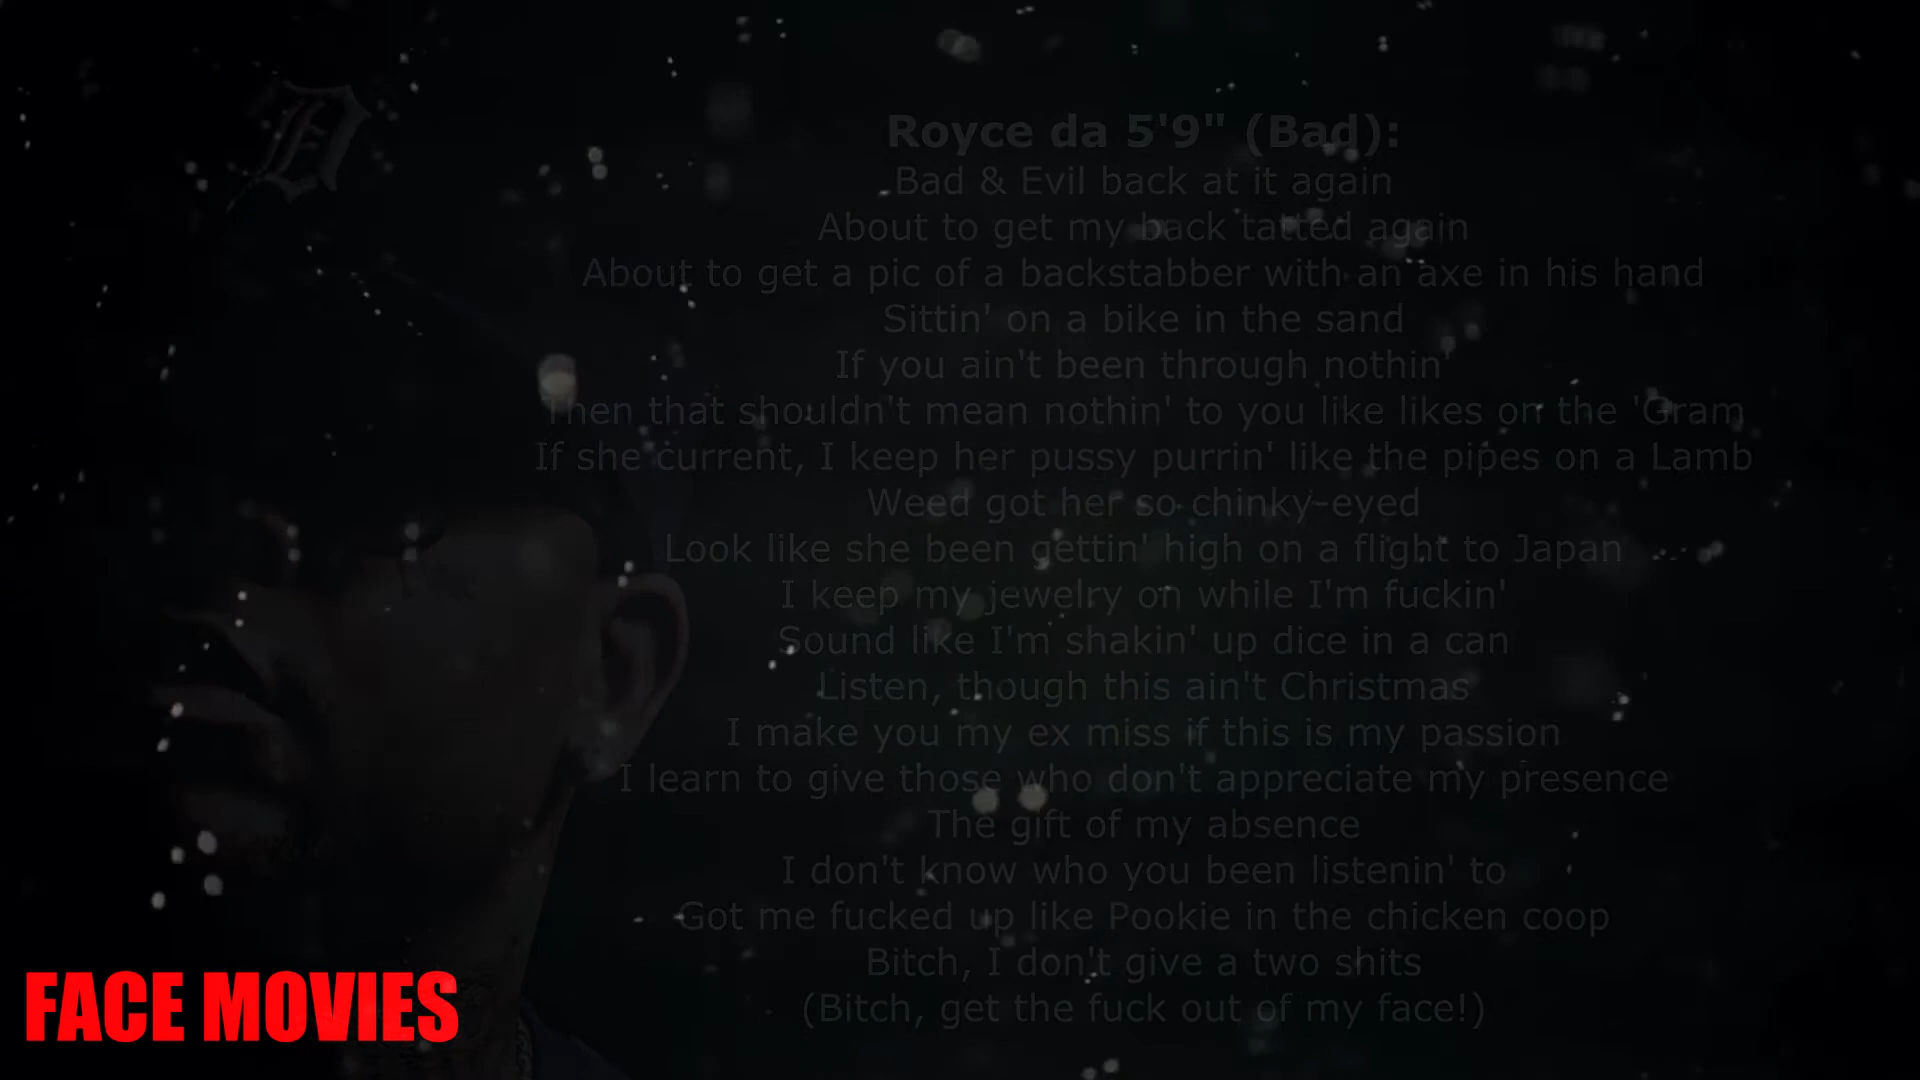 Royce da 5'9" (Bad):
Bad & Evil back at it again
About to get my back tatted again
About to get a pic of a backstabber with an axe in his hand
Sittin' on a bike in the sand
If you ain't been through nothin'
Then that shouldn't mean nothin' to you like likes on the 'Gram
If she current, I keep her pussy purrin' like the pipes on a Lamb
Weed got her so chinky-eyed
Look like she been gettin' high on a flight to Japan
I keep my jewelry on while I'm fuckin'
Sound like I'm shakin' up dice in a can
Listen, though this ain't Christmas
I make you my ex miss if this is my passion
I learn to give those who don't appreciate my presence
The gift of my absence
I don't know who you been listenin' to
Got me fucked up like Pookie in the chicken coop
Bitch, I don't give a two shits
(Bitch, get the fuck out of my face!)
FACE MOVIES